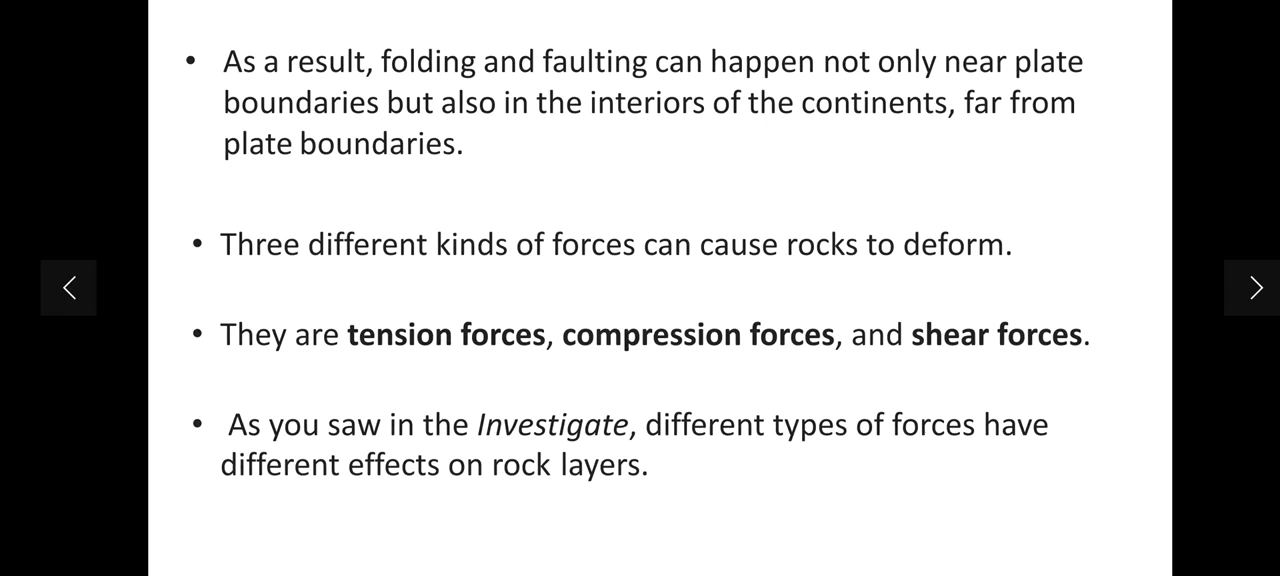 • As a result, folding and faulting can happen not only near plate
boundaries but also in the interiors of the continents, far from
plate boundaries.
• Three different kinds of forces can cause rocks to deform.
• They are tension forces, compression forces, and shear forces.
• As you saw in the Investigate, different types of forces have
different effects on rock layers.